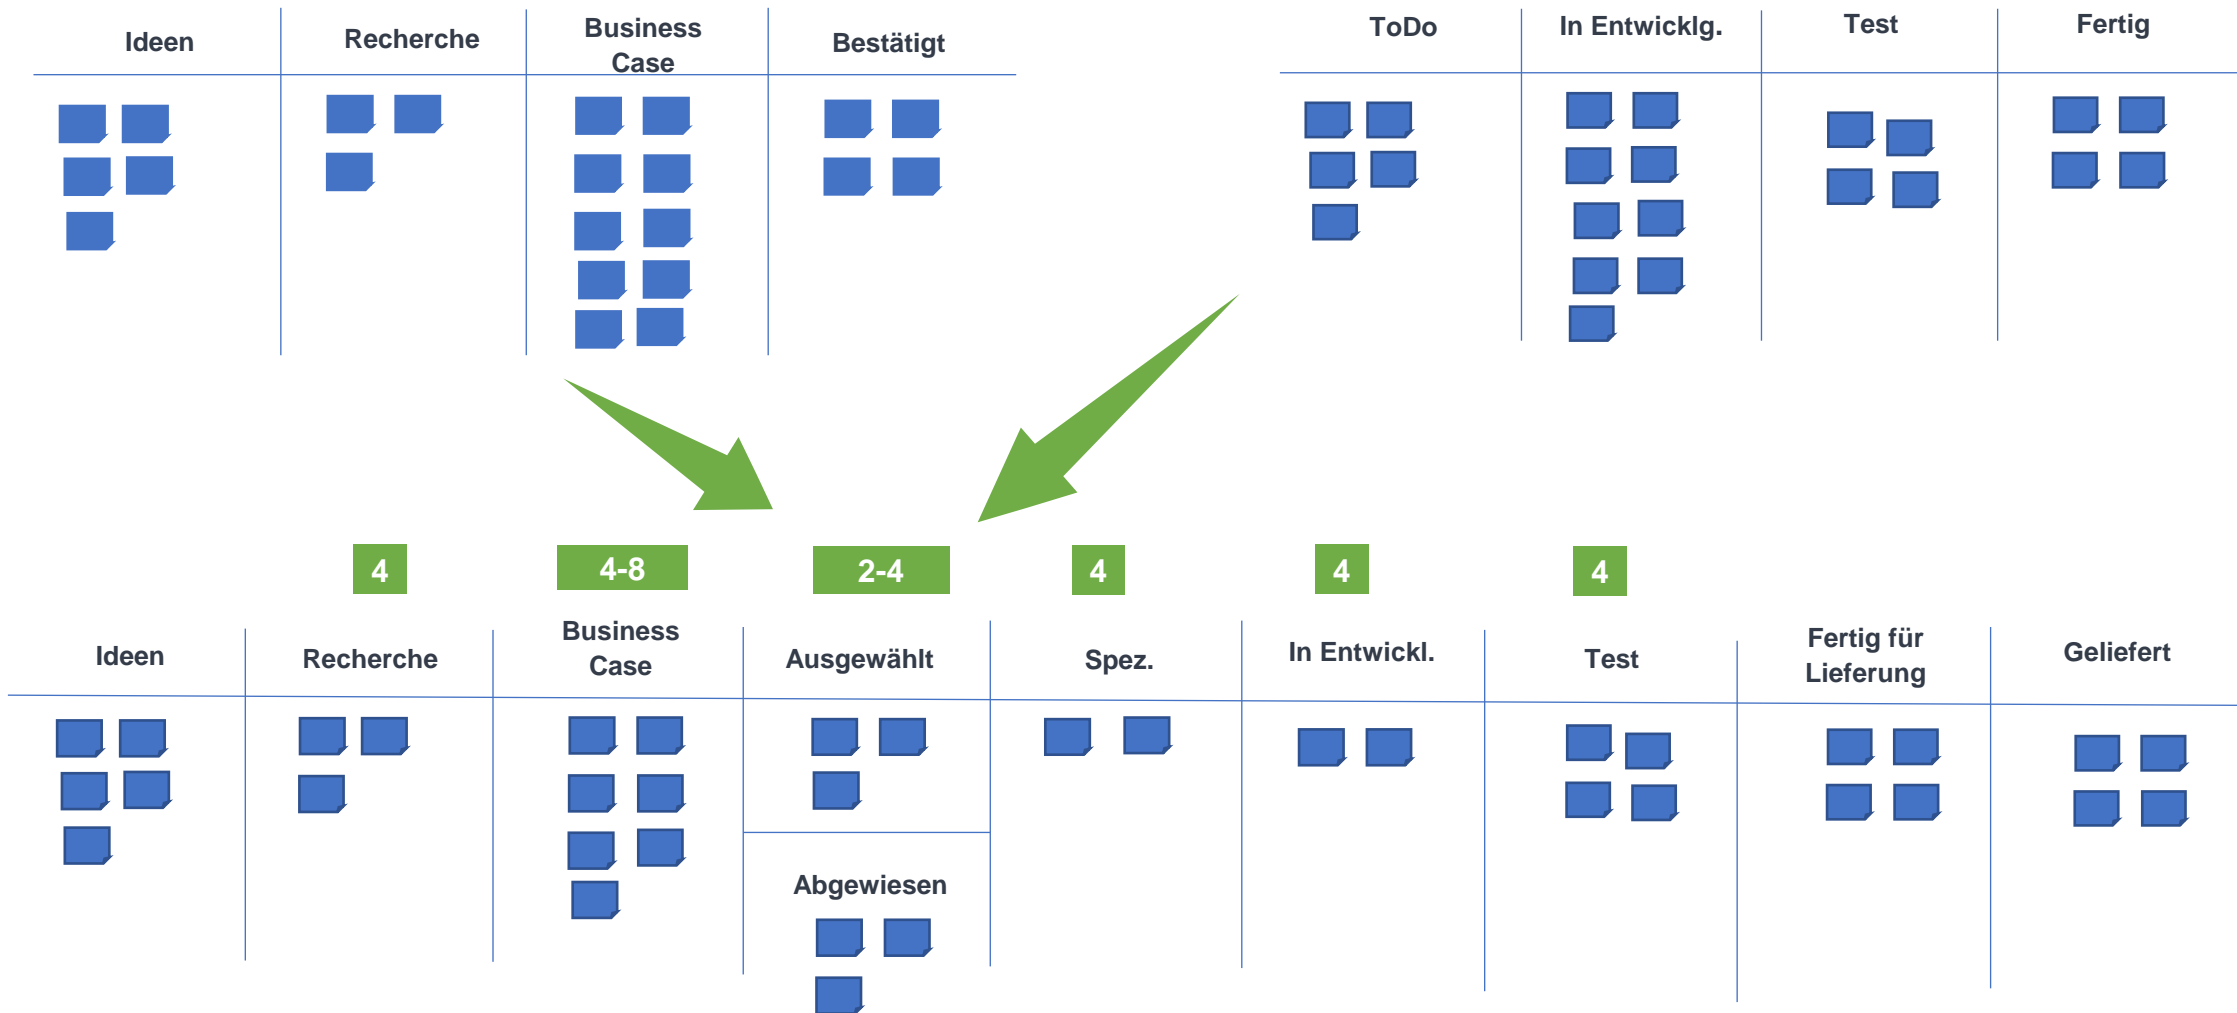 Ideen
Recherche
Business
Case
Bestätigt
ToDo
In Entwicklg.
Test
Fertig
4
4-8
2-4
4
4
4
Ideen
Recherche
Business
Case
Ausgewählt
Spez.
In Entwickl.
Test
Fertig für
Lieferung
Geliefert
Abgewiesen